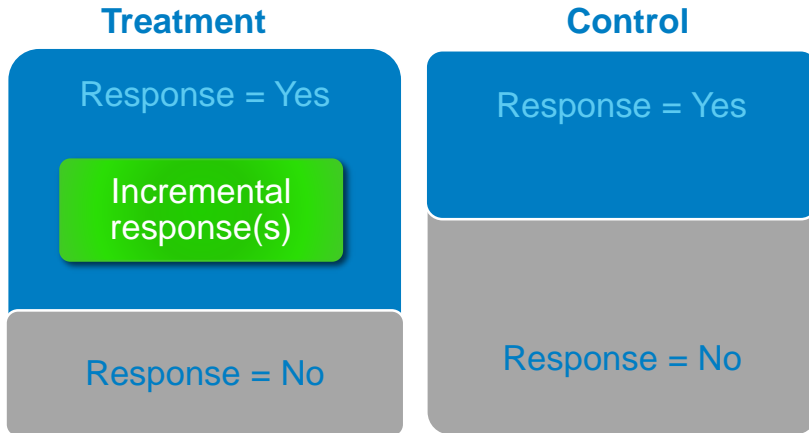 Treatment
Control
Response = Yes
Response = Yes
Incremental
response(s)
Response = No
Response = No